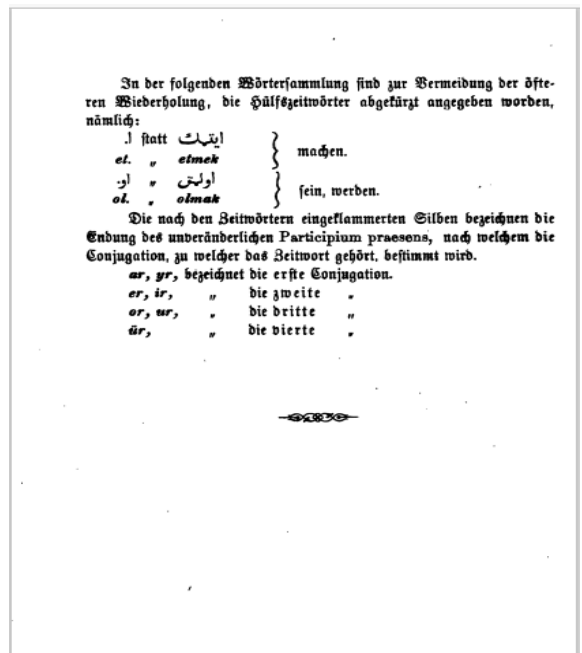 In der folgenden Wörtersammlung sind zur Vermeidung der öfte-
ren Wiederholung, die Hülfszeitwörter abgekürzt angegeben worden,
nämlich:
ا. statt ایتمك
et. „ etmek } machen.
او. „ اولمق
ol. „ olmak } sein, werden.
Die nach den Zeitwörtern eingeklammerten Silben bezeichnen die
Endung des unveränderlichen Participium praesens, nach welchem die
Conjugation, zu welcher das Zeitwort gehört, bestimmt wird.
ar, yr, bezeichnet die erste Conjugation.
er, ir, „ die zweite „
or, ur, „ die dritte „
ür, „ die vierte „